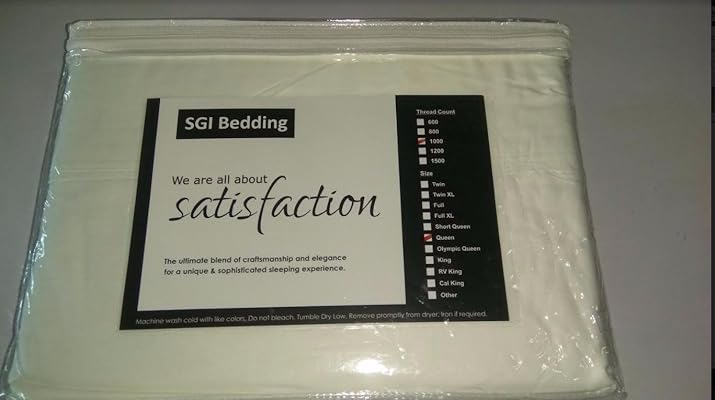 SGI Bedding
We are all about
satisfaction
The ultimate blend of craftsmanship and elegance
for a unique & sophisticated sleeping experience.
Thread Count
600
800
1000
1200
1500
Size
Twin
Twin XL
Full
Full XL
Short Queen
Queen
Olympic Queen
King
RV King
Cal King
Other
Machine wash cold with like colors, Do not bleach. Tumble Dry Low. Remove promptly from dryer. Iron if required.